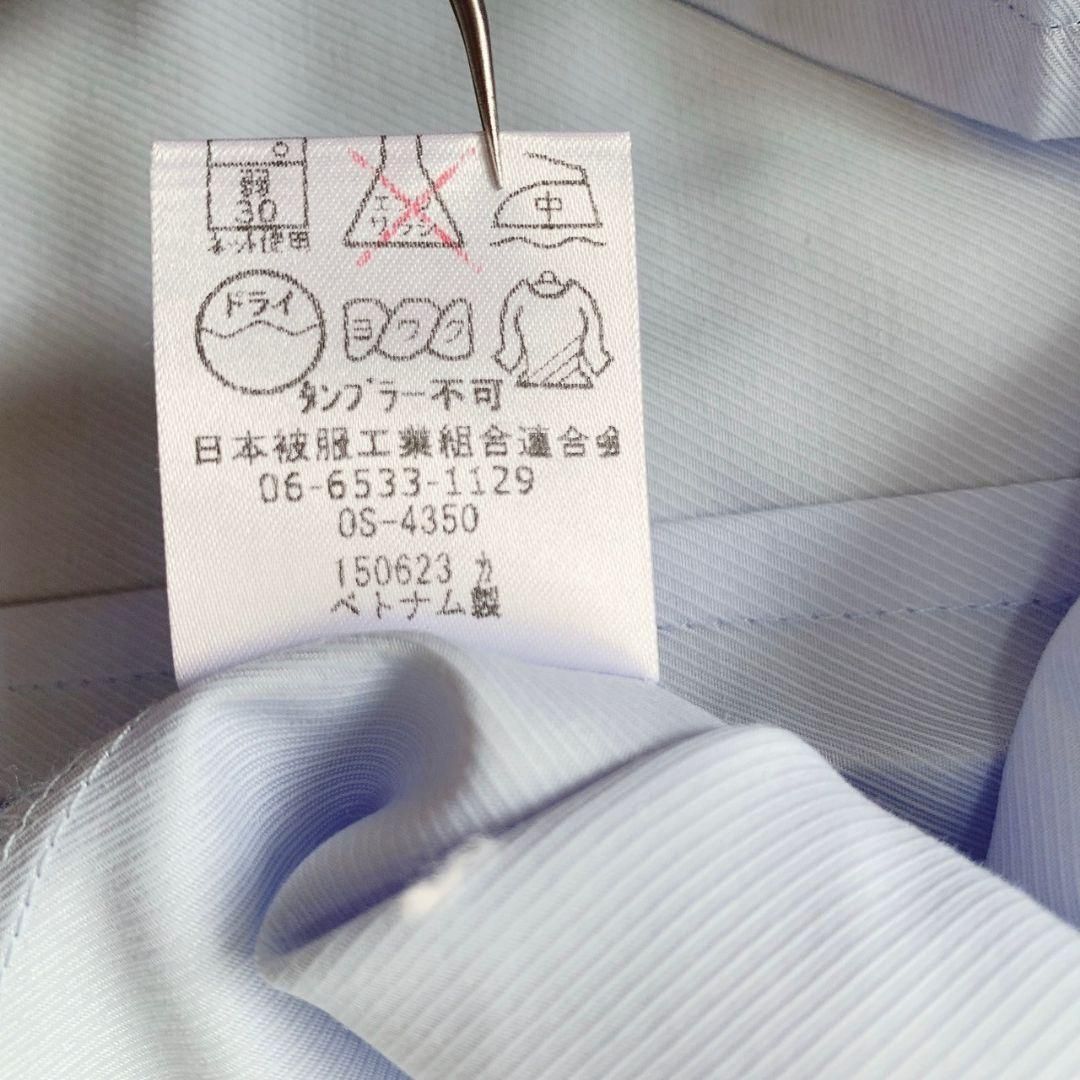 弱
30
ネット使用
エンソ
サラシ
中
ドライ
ヨワク
タンブラー不可
日本被服工業組合連合会
06-6533-1129
OS-4350
150623 カ
ベトナム製